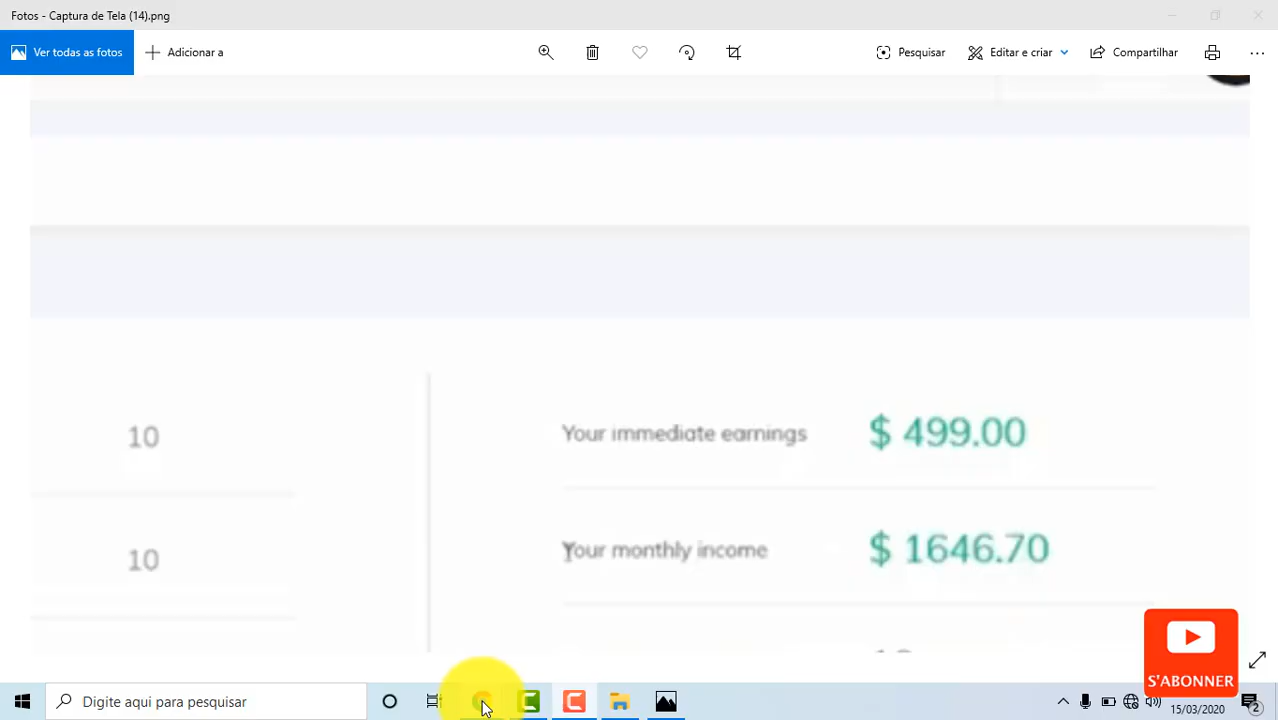 Fotos - Captura de Tela (14).png
Ver todas as fotos
Adicionar a
Pesquisar
Editar e criar
Compartilhar
10
Your immediate earnings $ 499.00
10
Your monthly income $ 1646.70
S'ABONNER
Digite aqui para pesquisar
15/03/2020
2